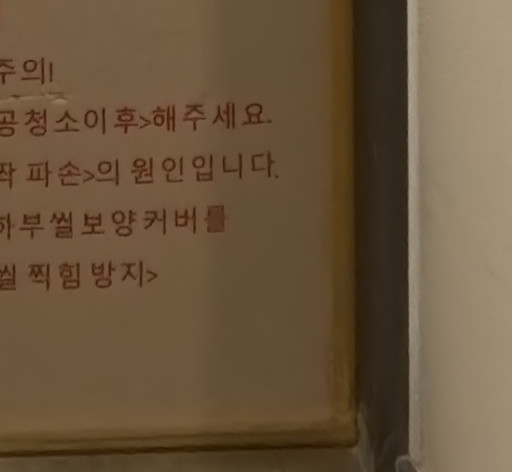 주의!
공청소이후>해주세요.
짝 파손>의 원인입니다.
하부씰보양커버를
씰 찍힘 방지>